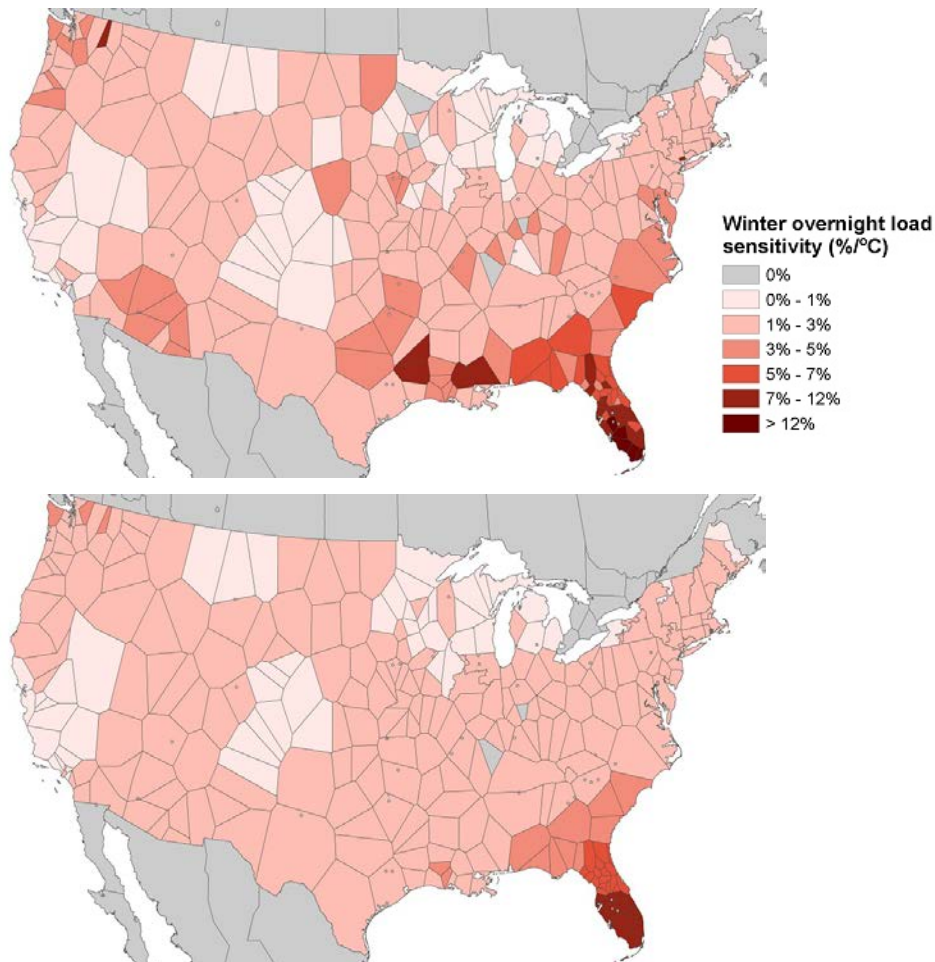 Winter overnight load
sensitivity (%/°C)
0%
0% - 1%
1% - 3%
3% - 5%
5% - 7%
7% - 12%
> 12%